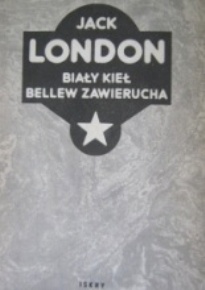 JACK
LONDON
BIAŁY KIEŁ
BELLEW ZAWIERUCHA
ISKRY